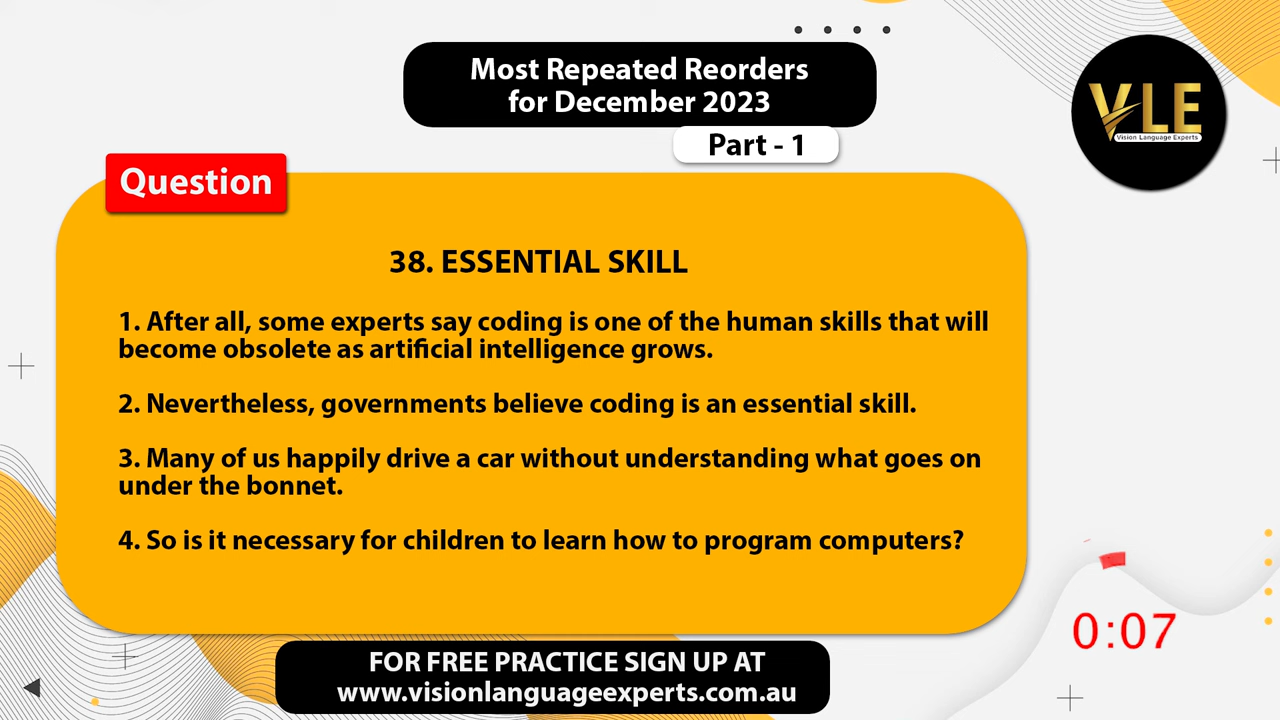 Most Repeated Reorders
for December 2023
Part - 1
VLE
Vision Language Experts
Question
38. ESSENTIAL SKILL
1. After all, some experts say coding is one of the human skills that will
become obsolete as artificial intelligence grows.
2. Nevertheless, governments believe coding is an essential skill.
3. Many of us happily drive a car without understanding what goes on
under the bonnet.
4. So is it necessary for children to learn how to program computers?
0:07
FOR FREE PRACTICE SIGN UP AT
www.visionlanguageexperts.com.au